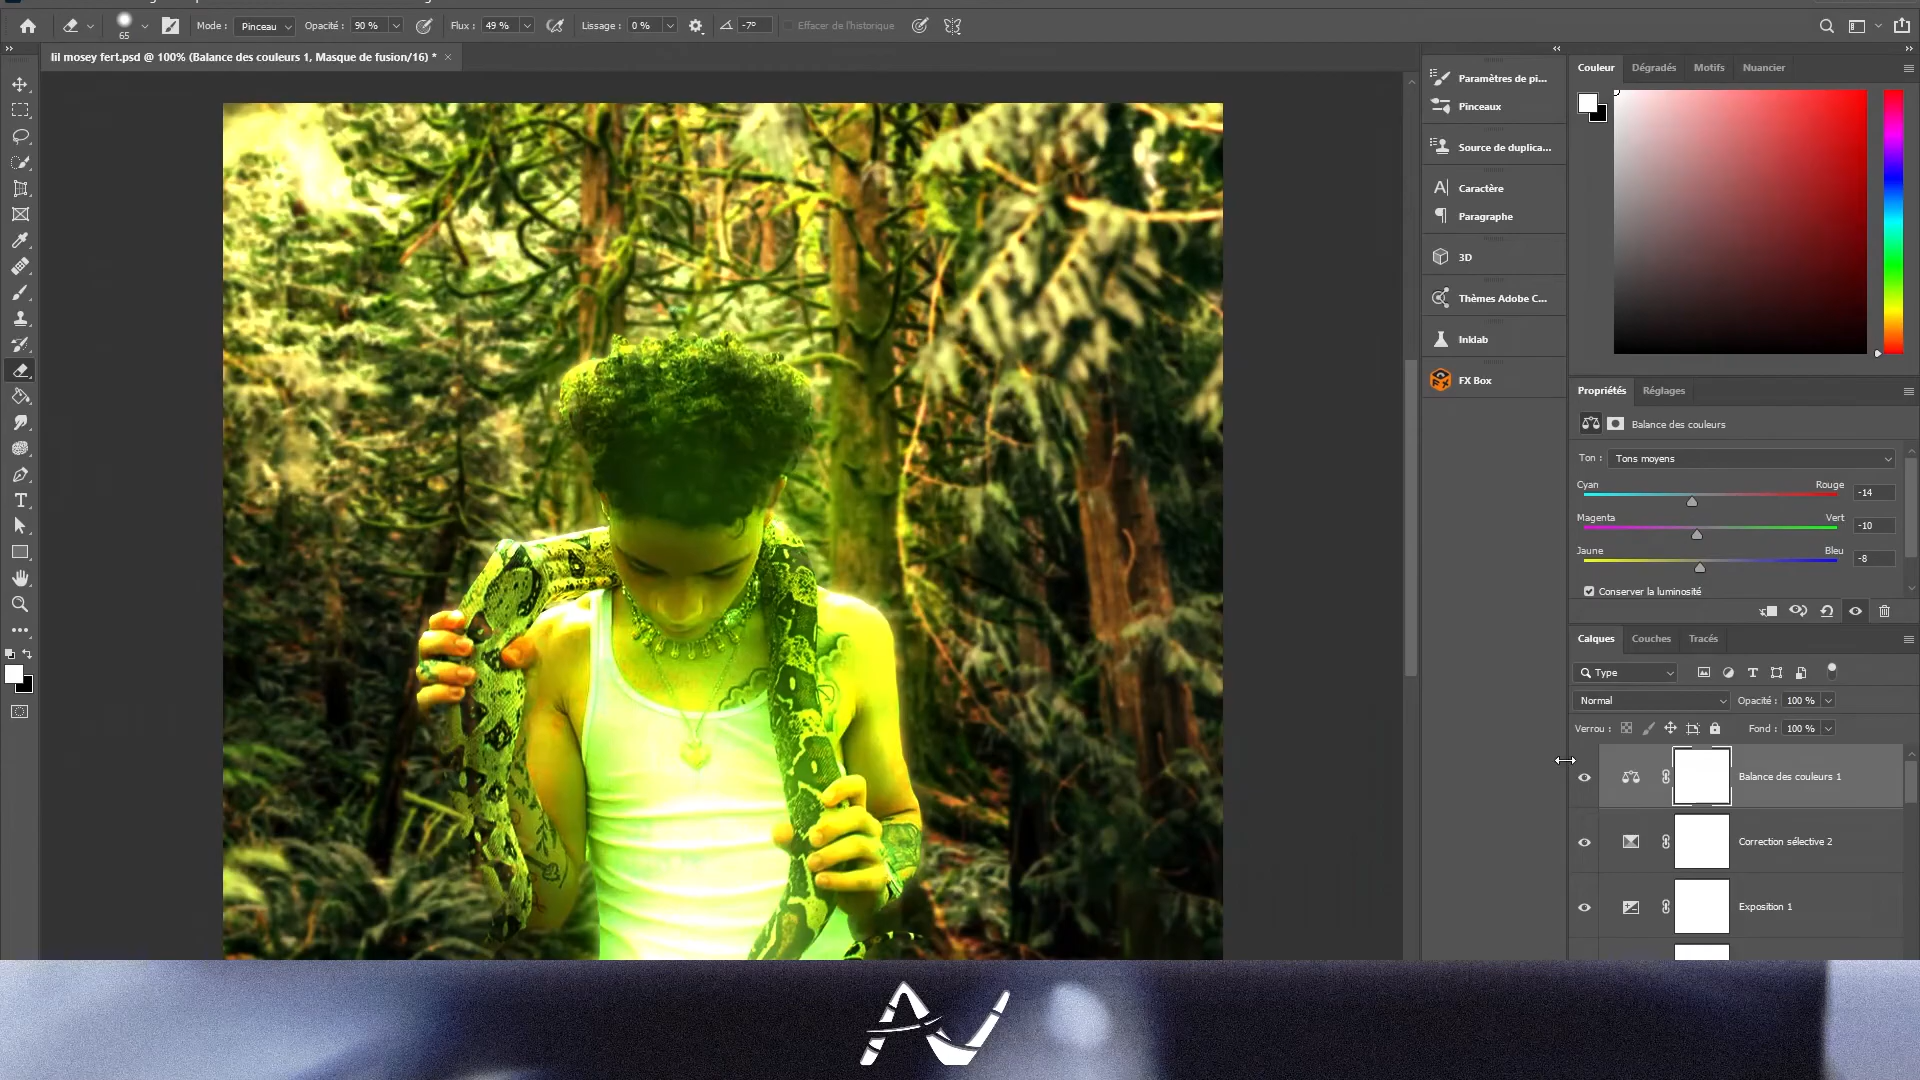 65
Mode :
Pinceau
Opacité :
90 %
Flux :
49 %
Lissage :
0 %
-7°
Effacer de l'historique
lil mosey fert.psd @ 100% (Balance des couleurs 1, Masque de fusion/16) *
Paramètres de pi...
Pinceaux
Source de duplica...
Caractère
Paragraphe
3D
Thèmes Adobe C...
Inklab
FX Box
Couleur
Dégradés
Motifs
Nuancier
Propriétés
Réglages
Balance des couleurs
Ton :
Tons moyens
Cyan
Rouge
-14
Magenta
Vert
-10
Jaune
Bleu
-8
Conserver la luminosité
Calques
Couches
Tracés
Type
Normal
Opacité :
100 %
Verrou :
Fond :
100 %
Balance des couleurs 1
Correction sélective 2
Exposition 1